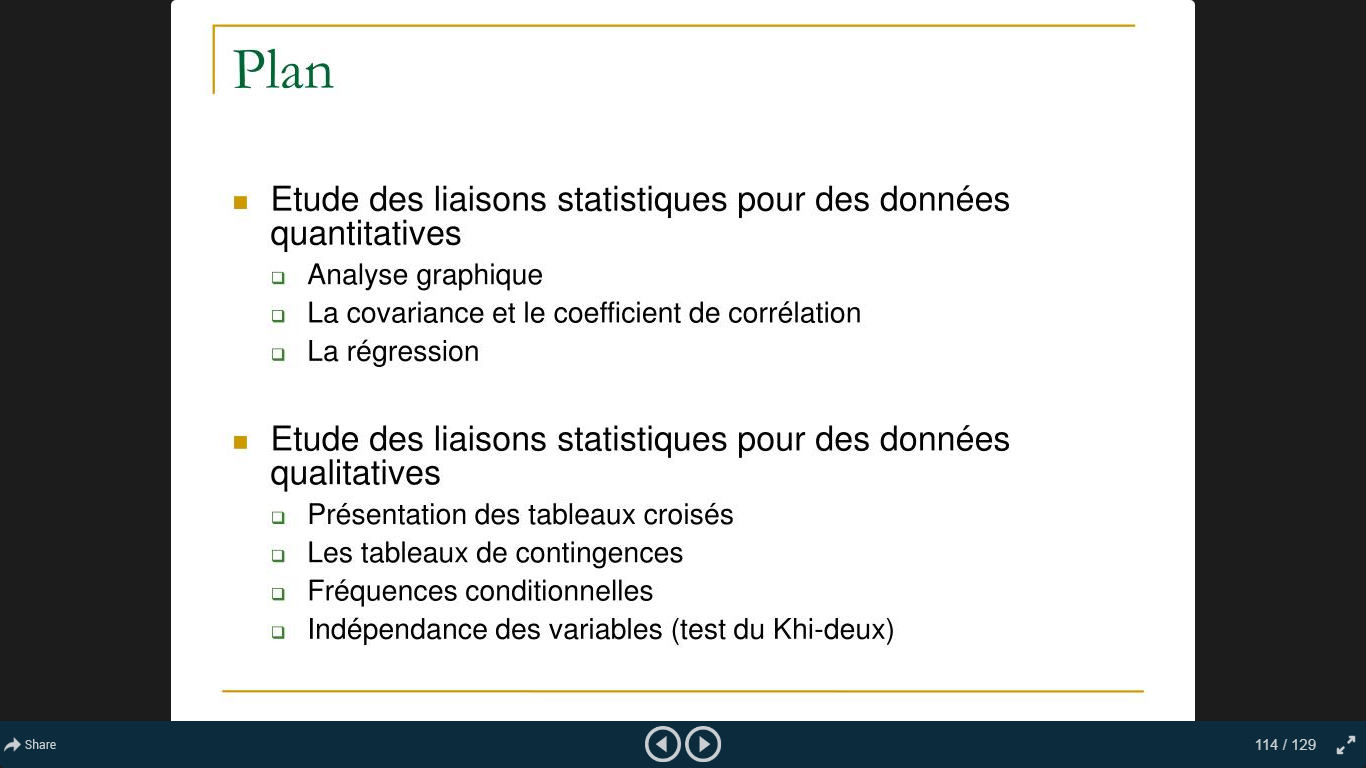 Plan
Etude des liaisons statistiques pour des données
quantitatives
Analyse graphique
La covariance et le coefficient de corrélation
La régression
Etude des liaisons statistiques pour des données
qualitatives
Présentation des tableaux croisés
Les tableaux de contingences
Fréquences conditionnelles
Indépendance des variables (test du Khi-deux)
Share
114 / 129